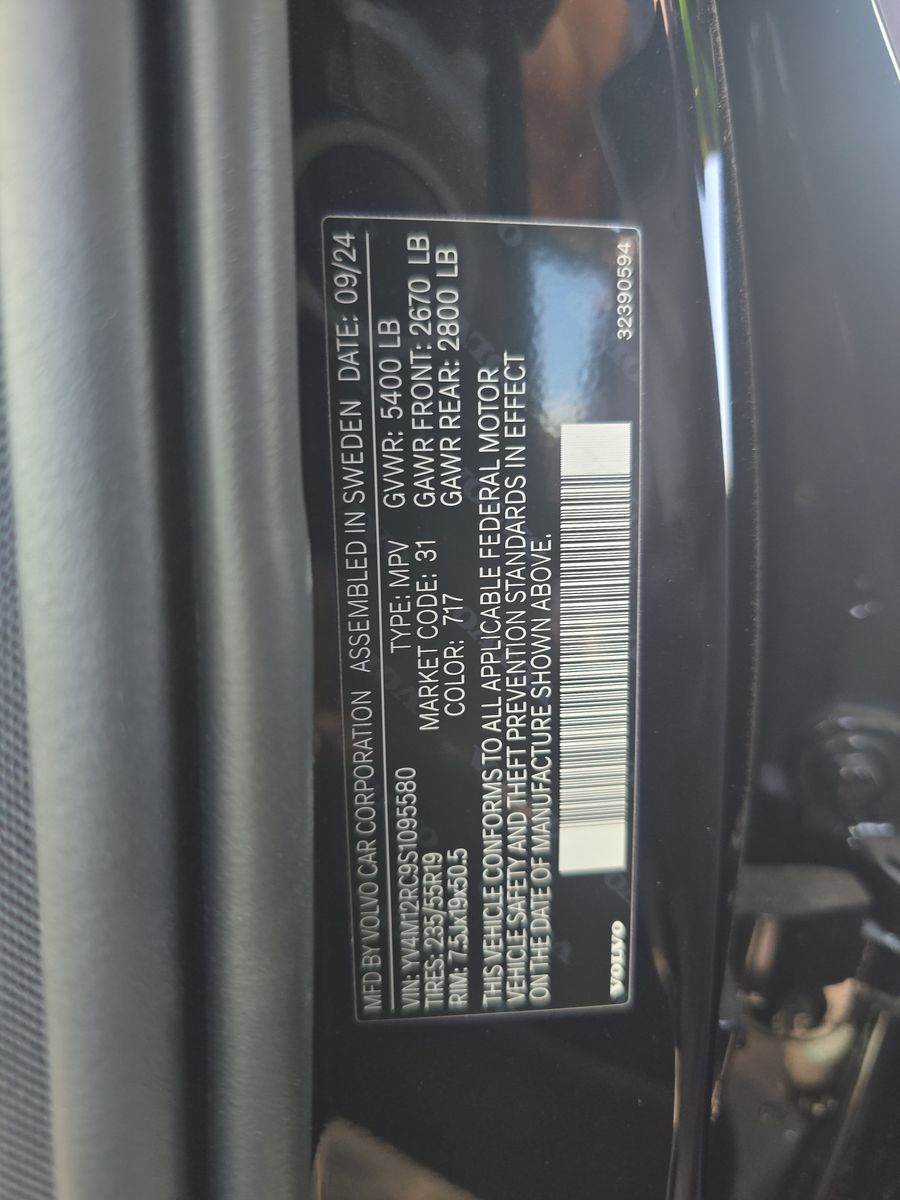 MFD BY VOLVO CAR CORPORATION ASSEMBLED IN SWEDEN DATE: 09/24
VIN: YV4M12RC9S1095580 TYPE: MPV GVWR: 5400 LB
TIRES: 235/55R19 MARKET CODE: 31 GAWR FRONT: 2670 LB
RIM: 7.5Jx19x50.5 COLOR: 717 GAWR REAR: 2800 LB
THIS VEHICLE CONFORMS TO ALL APPLICABLE FEDERAL MOTOR
VEHICLE SAFETY AND THEFT PREVENTION STANDARDS IN EFFECT
ON THE DATE OF MANUFACTURE SHOWN ABOVE.
VOLVO 32390594